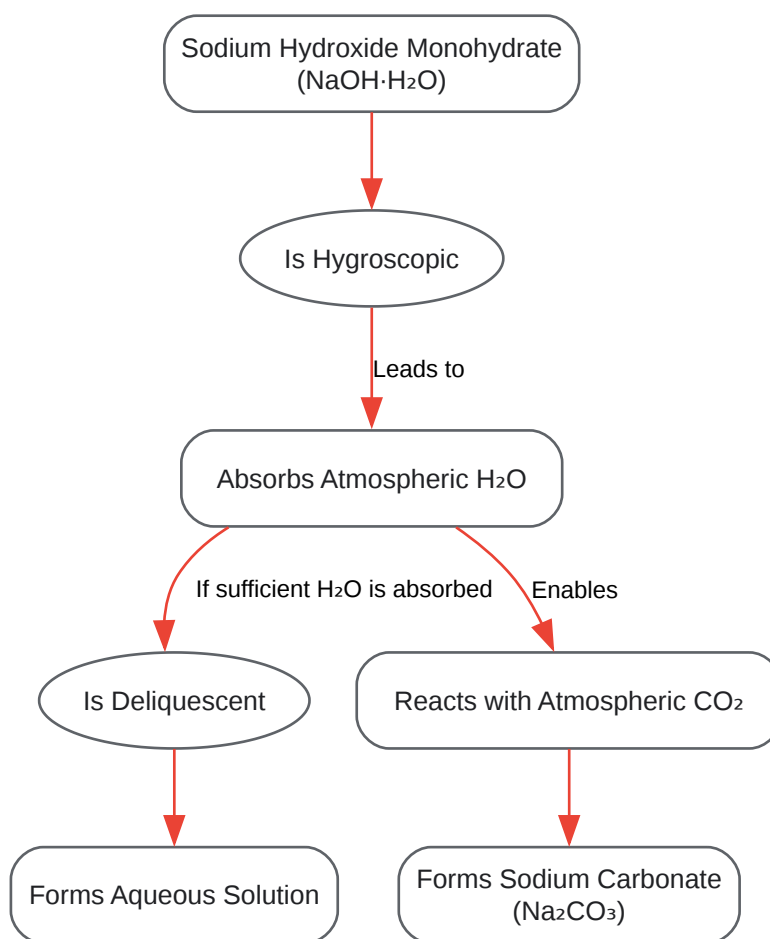 Sodium Hydroxide Monohydrate
(NaOH·H₂O)
Is Hygroscopic
Leads to
Absorbs Atmospheric H₂O
If sufficient H₂O is absorbed
Enables
Is Deliquescent
Reacts with Atmospheric CO₂
Forms Aqueous Solution
Forms Sodium Carbonate
(Na₂CO₃)